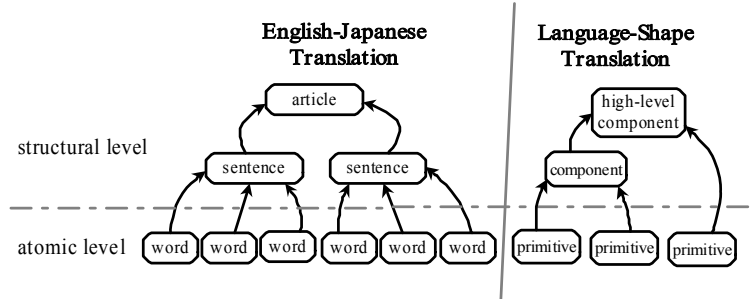 English-Japanese
Translation
Language-Shape
Translation
article
high-level
component
structural level
sentence
sentence
component
atomic level
word
word
word
word
word
word
primitive
primitive
primitive